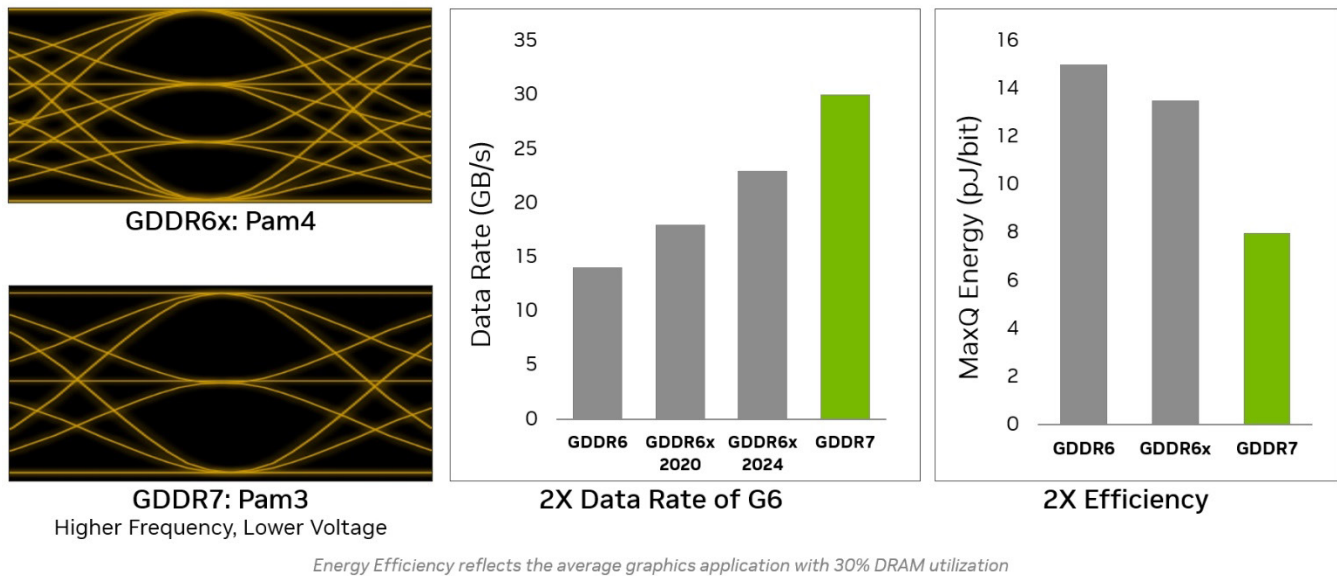 GDDR6x: Pam4
GDDR7: Pam3
Higher Frequency, Lower Voltage
Data Rate (GB/s)
35
30
25
20
15
10
5
0
GDDR6
GDDR6x
2020
GDDR6x
2024
GDDR7
2X Data Rate of G6
MaxQ Energy (pJ/bit)
16
14
12
10
8
6
4
2
0
GDDR6
GDDR6x
GDDR7
2X Efficiency
Energy Efficiency reflects the average graphics application with 30% DRAM utilization